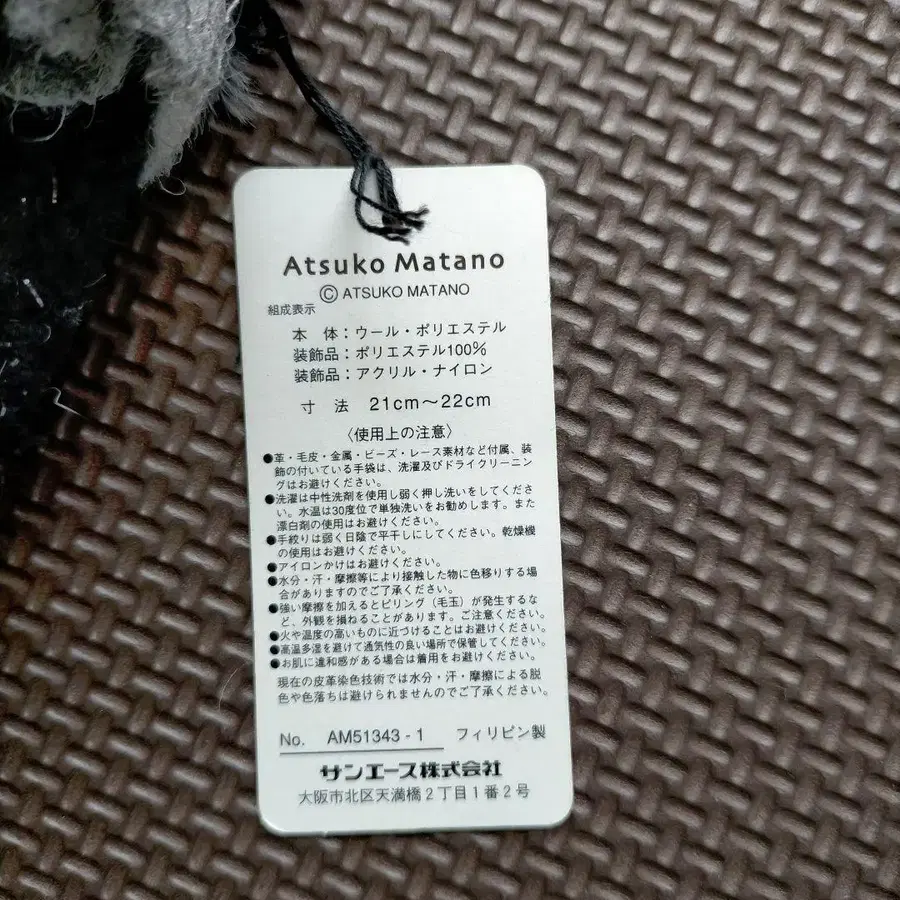 Atsuko Matano
Ⓒ ATSUKO MATANO
組成表示
本 体：ウール・ポリエステル
装飾品：ポリエステル100%
装飾品：アクリル・ナイロン
寸 法 21cm〜22cm
〈使用上の注意〉
●革・毛皮・金属・ビーズ・レース素材など付属、装
飾の付いている手袋は、洗濯及びドライクリーニン
グはお避けください。
●洗濯は中性洗剤を使用し弱く押し洗いをしてくださ
い。水温は30度位で単独洗いをお勧めします。また
漂白剤の使用はお避けください。
●手絞りは弱く日陰で平干しにしてください。乾燥機
の使用はお避けください。
●アイロンかけはお避けください。
●水分・汗・摩擦等により接触した物に色移りする場
合がありますのでご了承ください。
●強い摩擦を加えるとピリング（毛玉）が発生するな
ど、外観を損ねることがあります。ご注意ください。
●火や温度の高いものに近づけることはお避けください。
●高温多湿を避けて通気性の良い場所で保管してください。
●お肌に違和感がある場合は着用をお避けください。
現在の皮革染色技術では水分・汗・摩擦による脱
色や色落ちは避けられませんのでご了承ください。
No. AM51343-1 フィリピン製
サンエース株式会社
大阪市北区天満橋2丁目1番2号